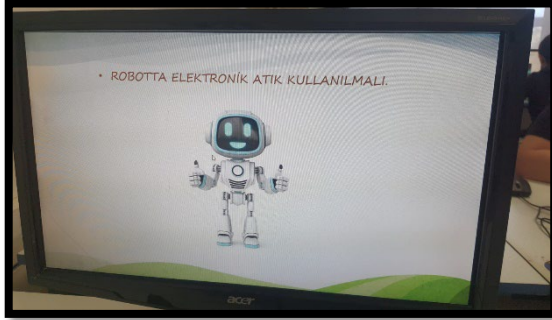 • ROBOTTA ELEKTRONİK ATIK KULLANILMALI.
acer